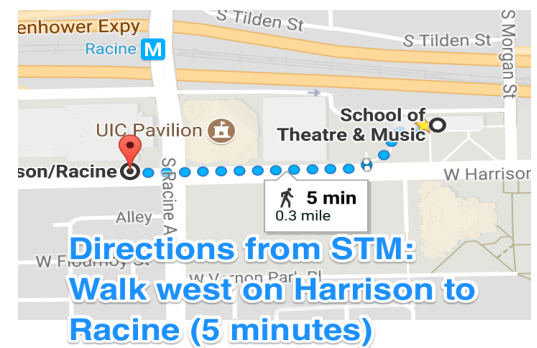 enhower Expy
S Tilden St
S Tilden St
S Morgan St
Racine M
UIC Pavilion
School of
Theatre & Music
son/Racine
W Harrison
S Racine A
5 min
0.3 mile
Alley
Directions from STM:
W Flournoy St
Walk west on Harrison to
W Vernon Park Pl
Racine (5 minutes)